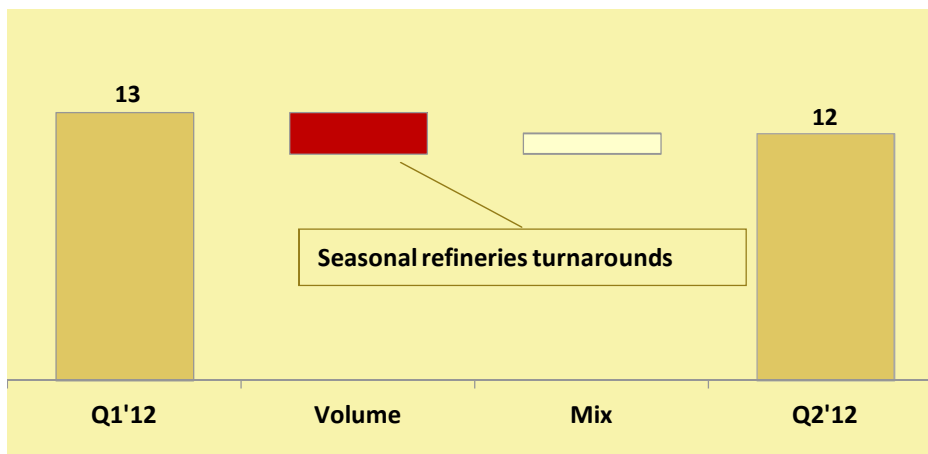 13
12
Seasonal refineries turnarounds
Q1'12
Volume
Mix
Q2'12